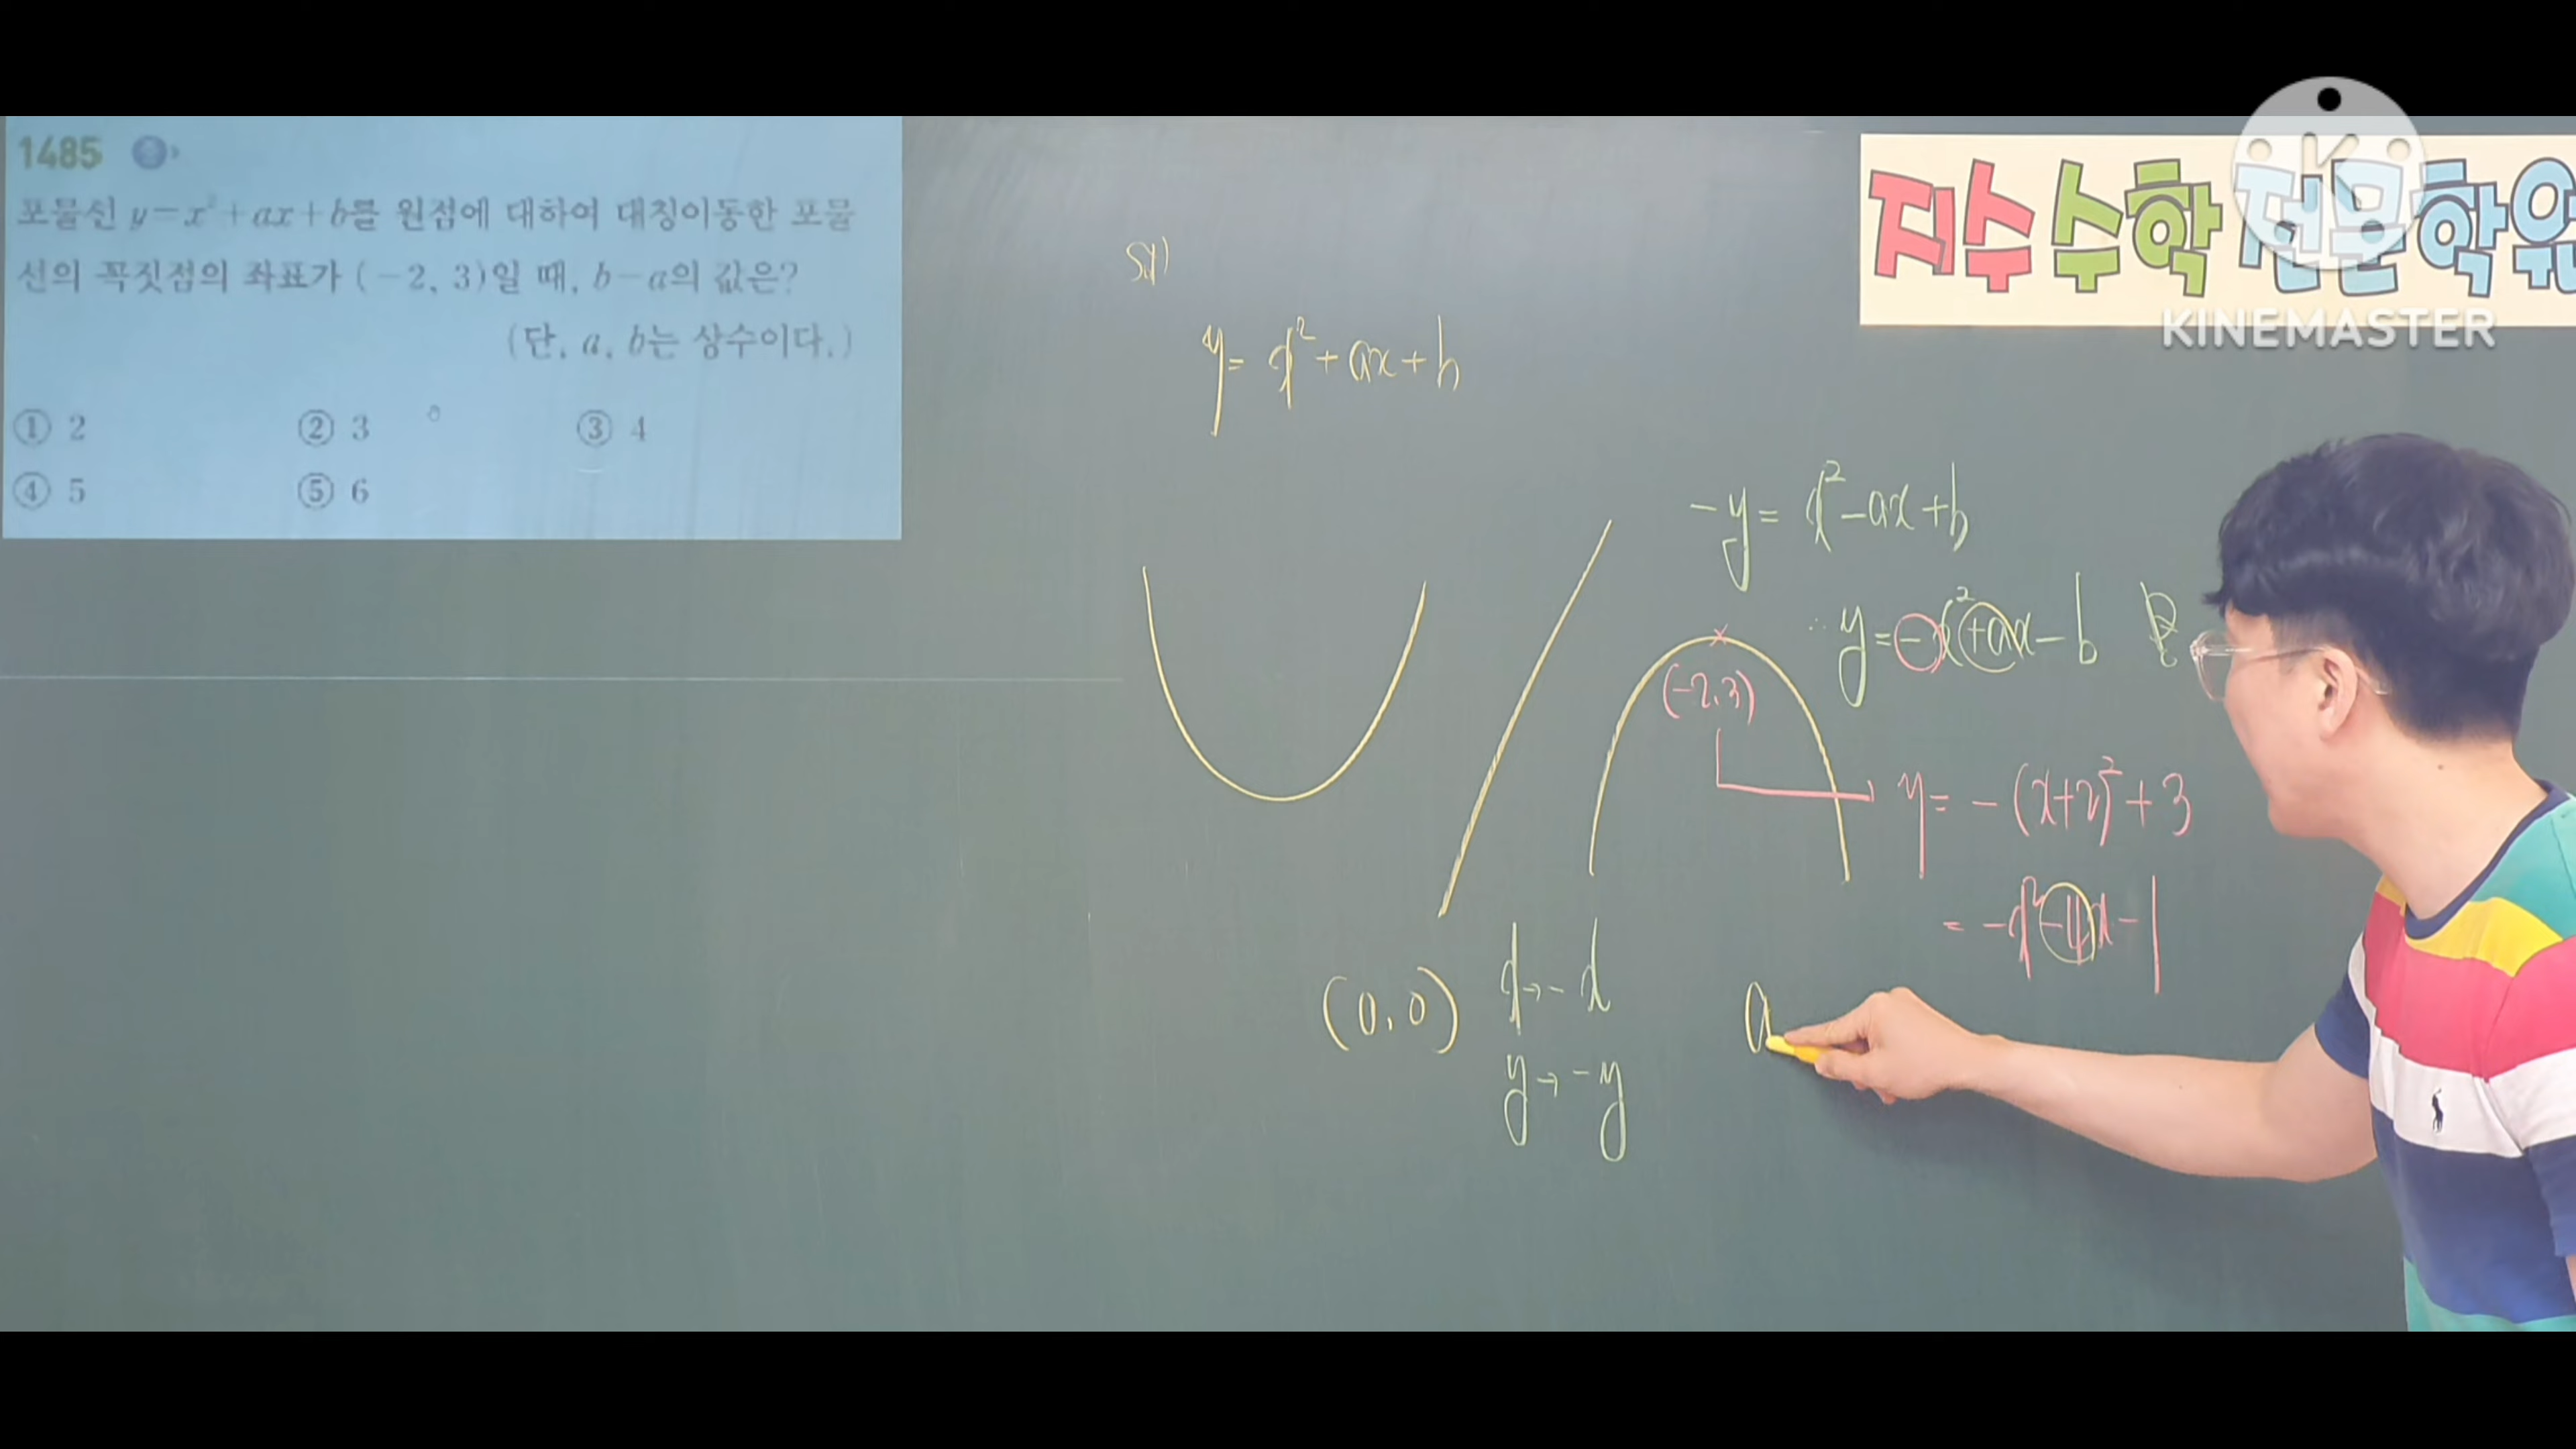 1485
포물선 y=x²+ax+b를 원점에 대하여 대칭이동한 포물
선의 꼭짓점의 좌표가 (-2, 3)일 때, b-a의 값은?
(단, a, b는 상수이다.)
① 2 ② 3 ③ 4
④ 5 ⑤ 6
지수수학전문학원
KINEMASTER
y=x²+ax+b
-y=x²-ax+b
∴y=-x²+ax-b
(-2,3)
y=-(x+2)²+3
=-x²-4x-1
(0,0)
x→-x
y→-y
a